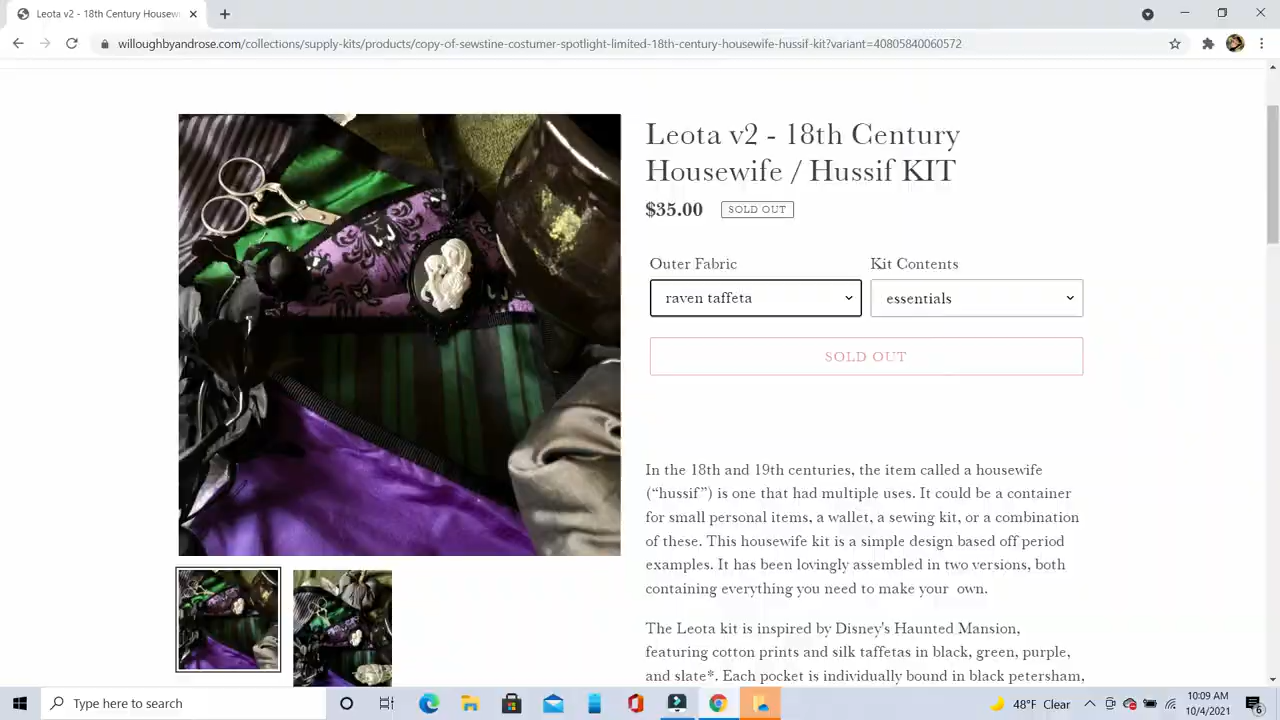 Leota v2 - 18th Century Housew
willoughbyandrose.com/collections/supply-kits/products/copy-of-sewstine-costumer-spotlight-limited-18th-century-housewife-hussif-kit?variant=40805840060572
Leota v2 - 18th Century
Housewife / Hussif KIT
$35.00 SOLD OUT
Outer Fabric Kit Contents
raven taffeta essentials
SOLD OUT
In the 18th and 19th centuries, the item called a housewife
(“hussif”) is one that had multiple uses. It could be a container
for small personal items, a wallet, a sewing kit, or a combination
of these. This housewife kit is a simple design based off period
examples. It has been lovingly assembled in two versions, both
containing everything you need to make your own.
The Leota kit is inspired by Disney's Haunted Mansion,
featuring cotton prints and silk taffetas in black, green, purple,
and slate*. Each pocket is individually bound in black petersham,
Type here to search
48°F Clear
10:09 AM
10/4/2021
6